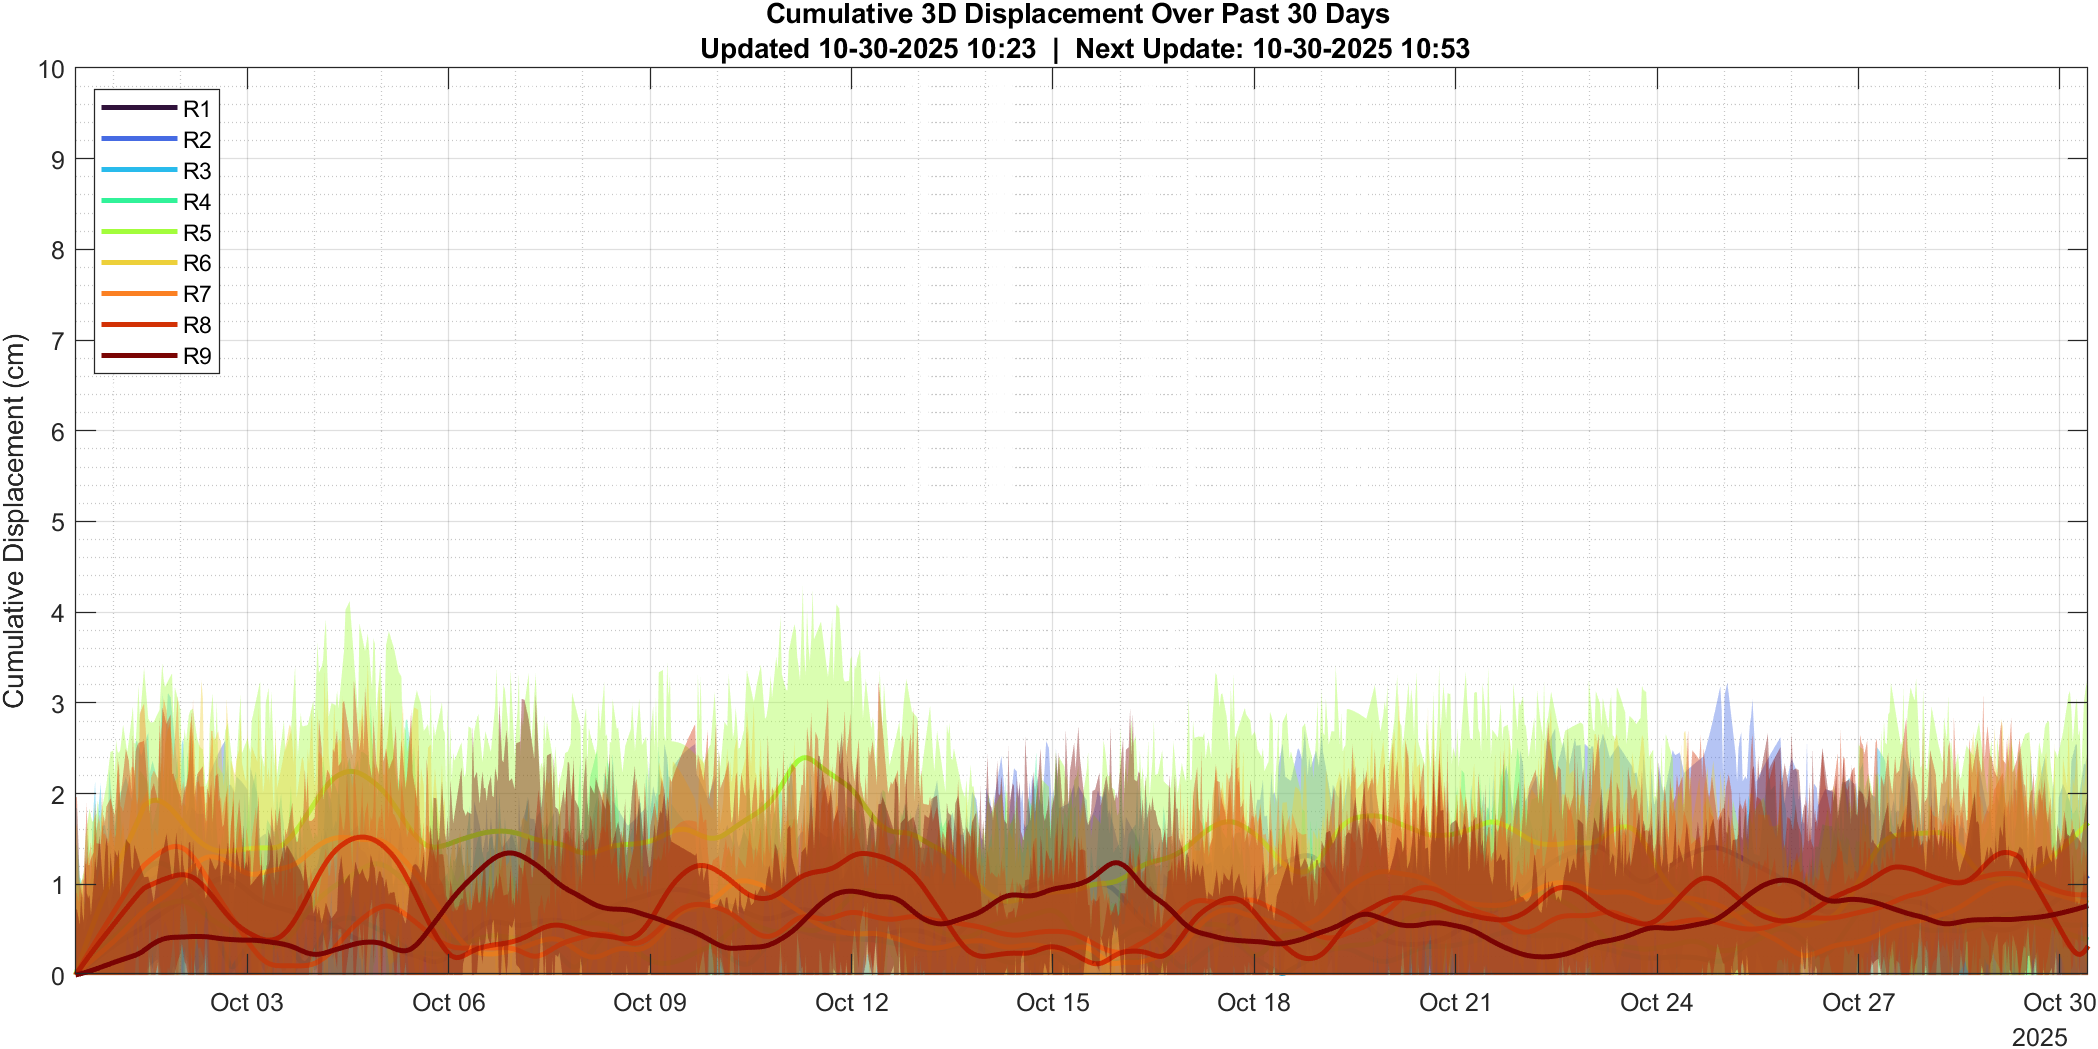 Cumulative 3D Displacement Over Past 30 Days
Updated 10-30-2025 10:23 | Next Update: 10-30-2025 10:53
Cumulative Displacement (cm)
10
9
8
7
6
5
4
3
2
1
0
R1
R2
R3
R4
R5
R6
R7
R8
R9
Oct 03 Oct 06 Oct 09 Oct 12 Oct 15 Oct 18 Oct 21 Oct 24 Oct 27 Oct 30
2025